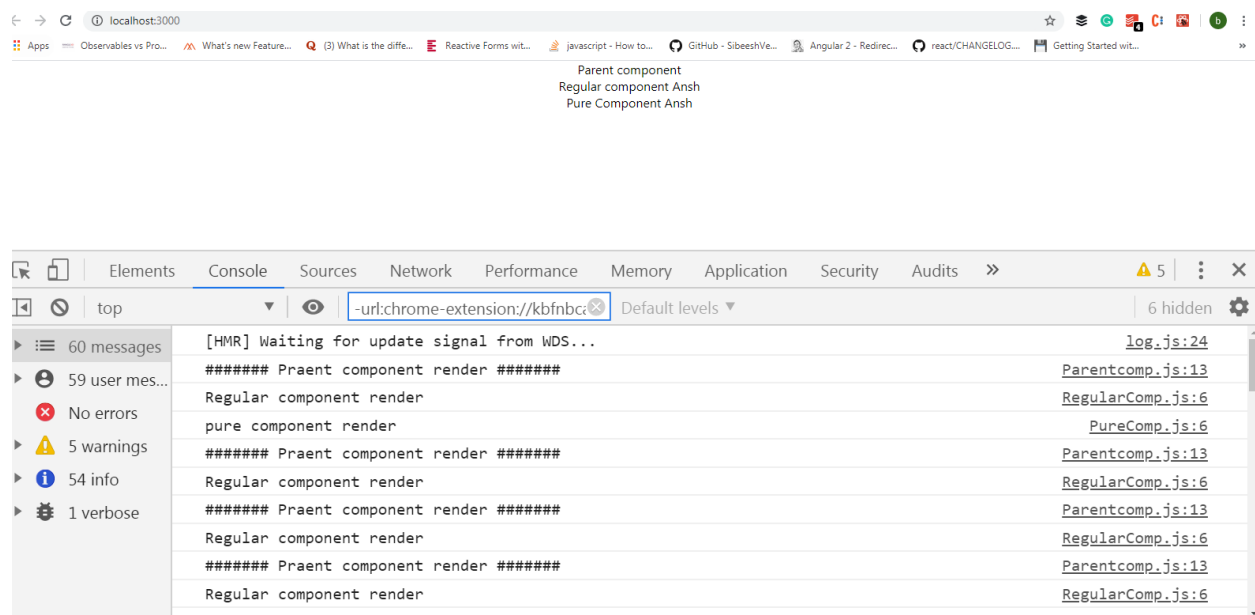 localhost:3000
Apps Observables vs Pro... What's new Feature... (3) What is the diffe... Reactive Forms wit... javascript - How to... GitHub - SibeeshVe... Angular 2 - Redirec... react/CHANGELOG.... Getting Started wit... »
Parent component
Regular component Ansh
Pure Component Ansh
Elements Console Sources Network Performance Memory Application Security Audits » 5
top -url:chrome-extension://kbfnbca Default levels ▼ 6 hidden
60 messages
59 user mes...
No errors
5 warnings
54 info
1 verbose
[HMR] Waiting for update signal from WDS... log.js:24
####### Praent component render ####### Parentcomp.js:13
Regular component render RegularComp.js:6
pure component render PureComp.js:6
####### Praent component render ####### Parentcomp.js:13
Regular component render RegularComp.js:6
####### Praent component render ####### Parentcomp.js:13
Regular component render RegularComp.js:6
####### Praent component render ####### Parentcomp.js:13
Regular component render RegularComp.js:6